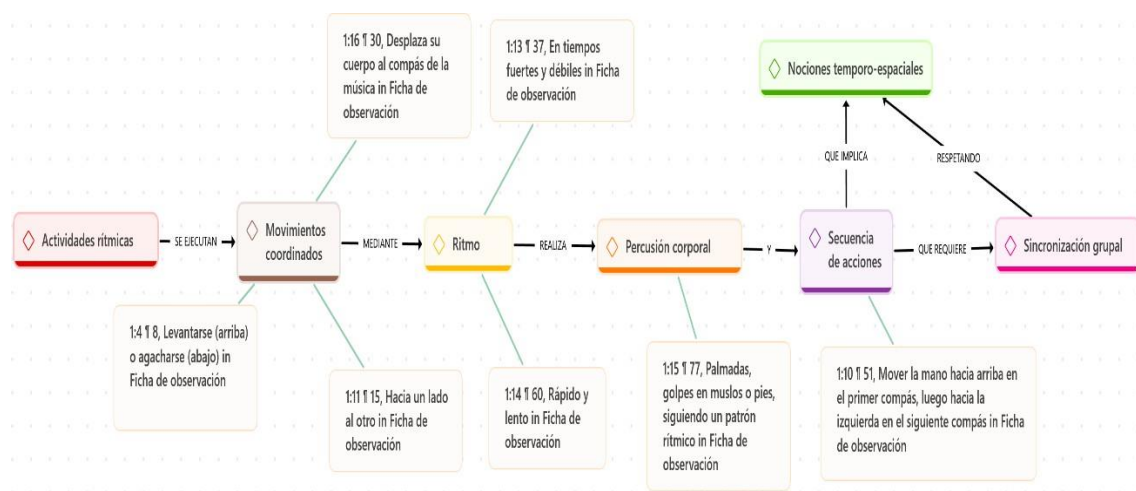 1:16 ¶ 30, Desplaza su
cuerpo al compás de la
música in Ficha de
observación
1:13 ¶ 37, En tiempos
fuertes y débiles in Ficha
de observación
Nociones temporo-espaciales
QUE IMPLICA
RESPETANDO
Actividades rítmicas
SE EJECUTAN
Movimientos
coordinados
MEDIANTE
Ritmo
REALIZA
Percusión corporal
Y
Secuencia
de acciones
QUE REQUIERE
Sincronización grupal
1:4 ¶ 8, Levantarse (arriba)
o agacharse (abajo) in
Ficha de observación
1:11 ¶ 15, Hacia un lado
al otro in Ficha de
observación
1:14 ¶ 60, Rápido y
lento in Ficha de
observación
1:15 ¶ 77, Palmadas,
golpes en muslos o pies,
siguiendo un patrón
rítmico in Ficha de
observación
1:10 ¶ 51, Mover la mano hacia arriba en
el primer compás, luego hacia la
izquierda en el siguiente compás in Ficha
de observación